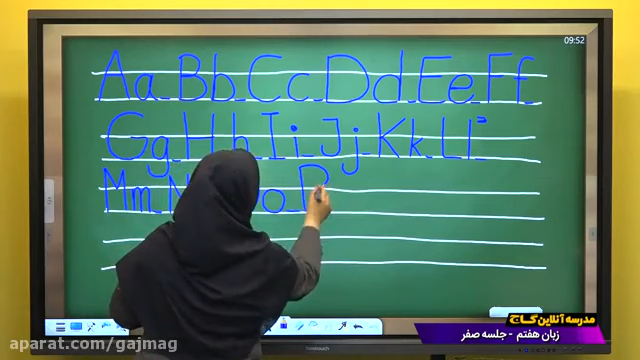 09:52
Aa Bb Cc Dd Ee Ff
Gg Hh Ii Jj Kk Ll
Mm N o P
مدرسه آنلاین گاج
زبان هفتم - جلسه صفر
aparat.com/gajmag